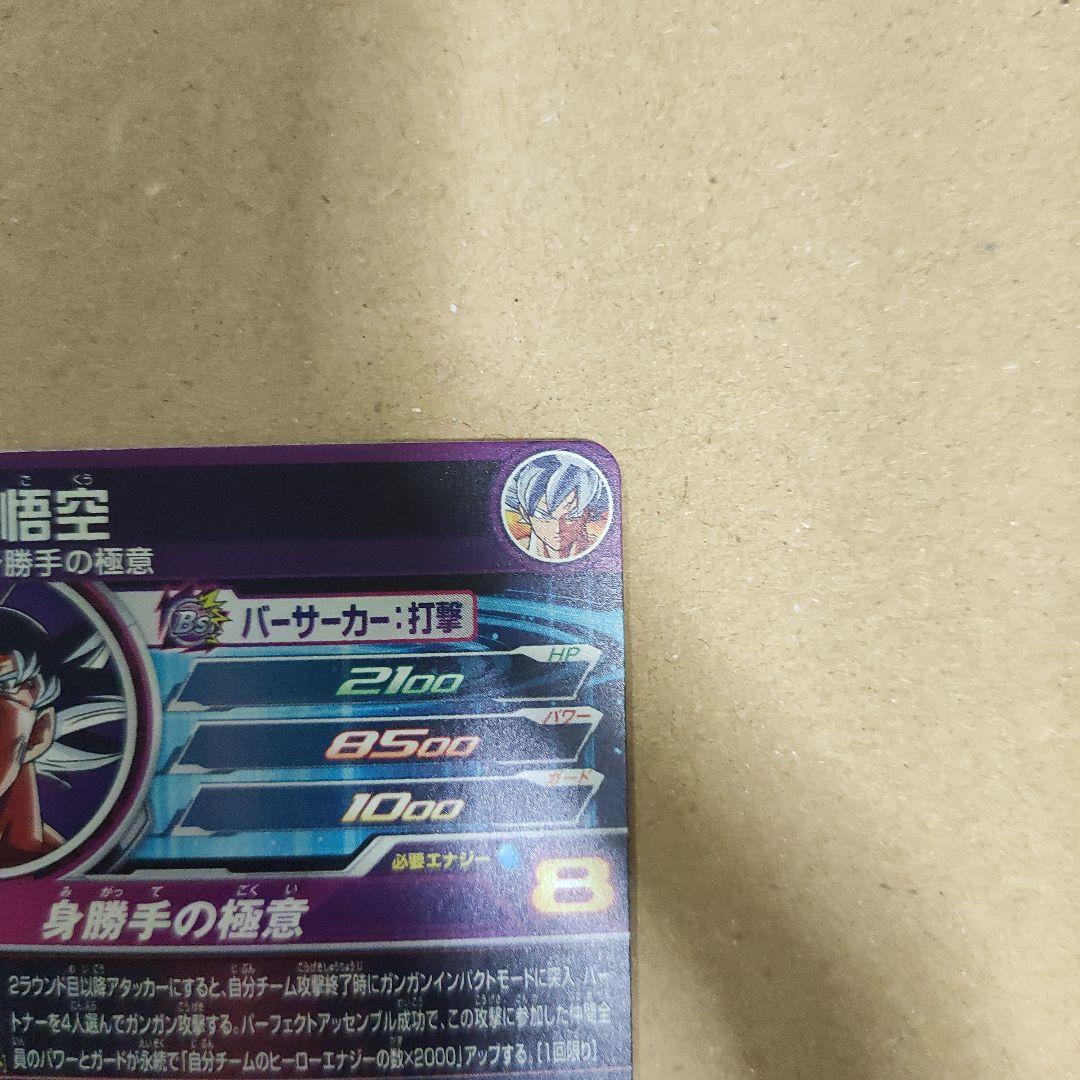 悟空
勝手の極意
Bs バーサーカー：打撃
HP
2100
パワー
8500
ガード
1000
必要エナジー 8
身勝手の極意
2ラウンド目以降アタッカーにすると、自分チーム攻撃終了時にガンガンインパクトモードに突入。パー
トナーを4人選んでガンガン攻撃する。パーフェクトアッセンブル成功で、この攻撃に参加した仲間全
員のパワーとガードが永続で「自分チームのヒーローエナジーの数×2000」アップする。[1回限り]